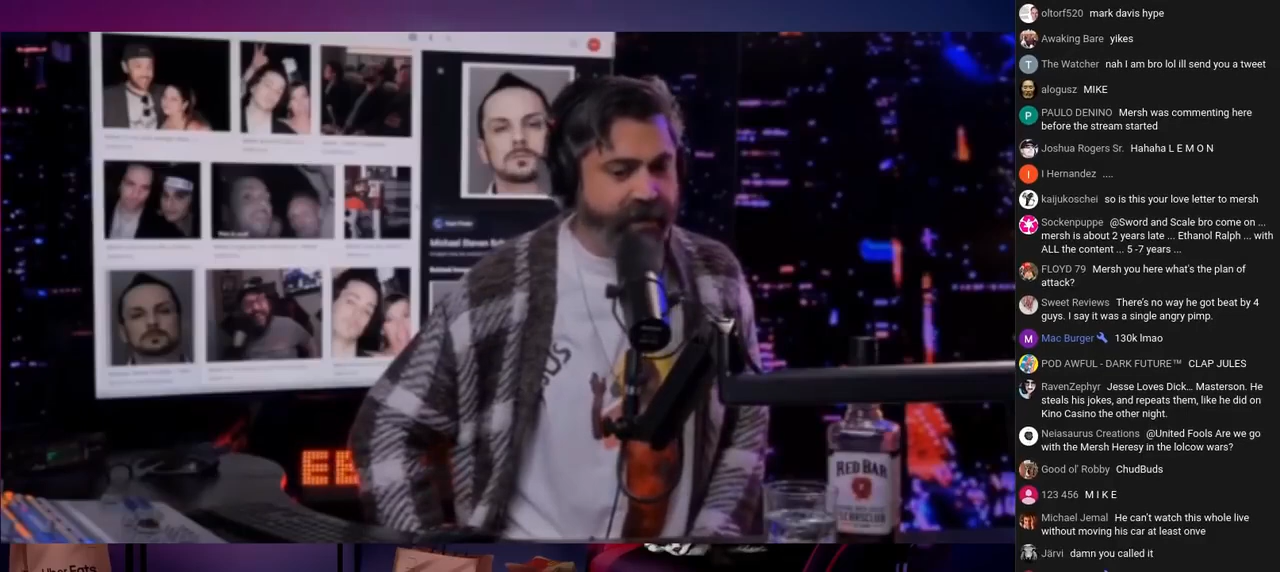 oltorf520 mark davis hype
Awaking Bare yikes
T The Watcher nah I am bro lol ill send you a tweet
alogusz MIKE
P PAULO DENINO Mersh was commenting here
before the stream started
Joshua Rogers Sr. Hahaha L E M O N
I I Hernandez ....
kaijukoschei so is this your love letter to mersh
Sockenpuppe @Sword and Scale bro come on ...
mersh is about 2 years late ... Ethanol Ralph ... with
ALL the content ... 5 -7 years ...
FLOYD 79 Mersh you here what's the plan of
attack?
Sweet Reviews There's no way he got beat by 4
guys. I say it was a single angry pimp.
M Mac Burger 130k lmao
POD AWFUL - DARK FUTURE™ CLAP JULES
RavenZephyr Jesse Loves Dick... Masterson. He
steals his jokes, and repeats them, like he did on
Kino Casino the other night.
Neiasaurus Creations @United Fools Are we go
with the Mersh Heresy in the lolcow wars?
Good ol' Robby ChudBuds
123 456 M I K E
Michael Jemal He can't watch this whole live
without moving his car at least onve
Järvi damn you called it
Michael Steven
RED BAR
Eats